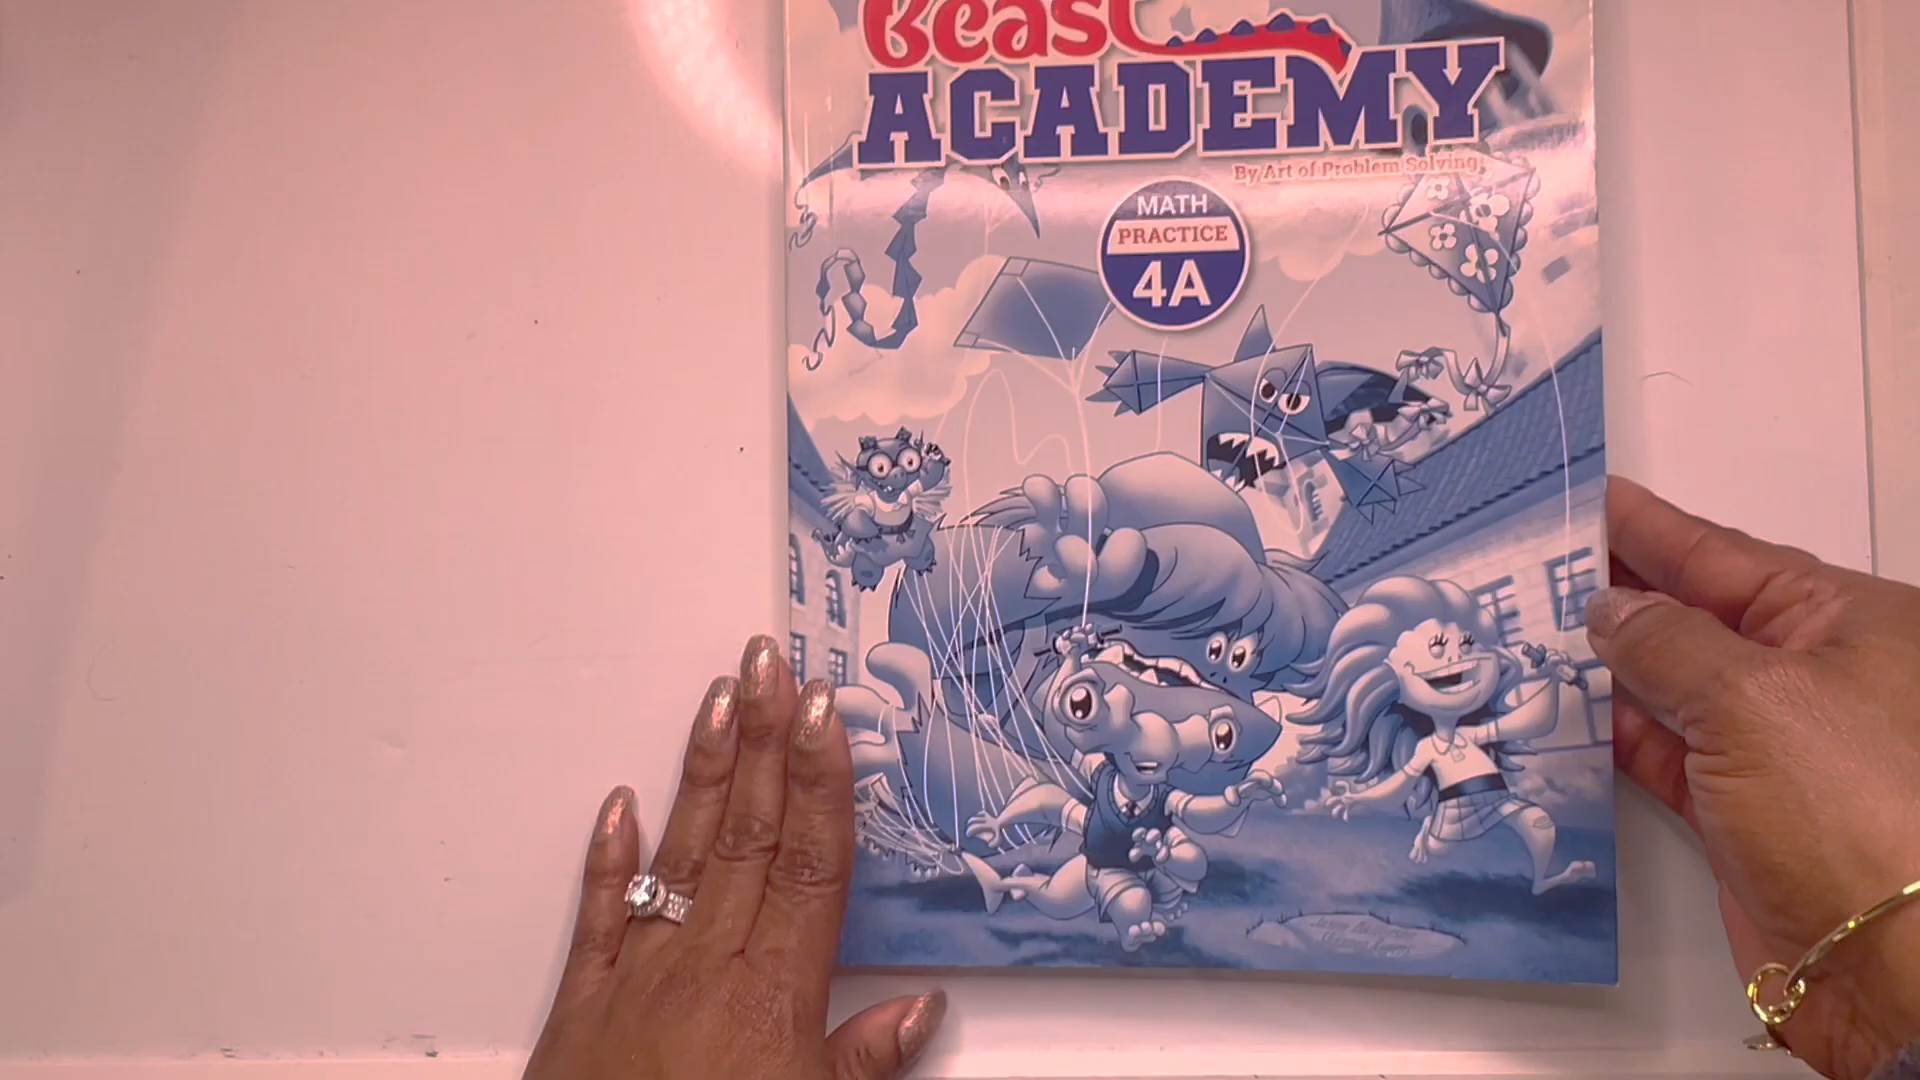 Beast
ACADEMY
By Art of Problem Solving
MATH
PRACTICE
4A